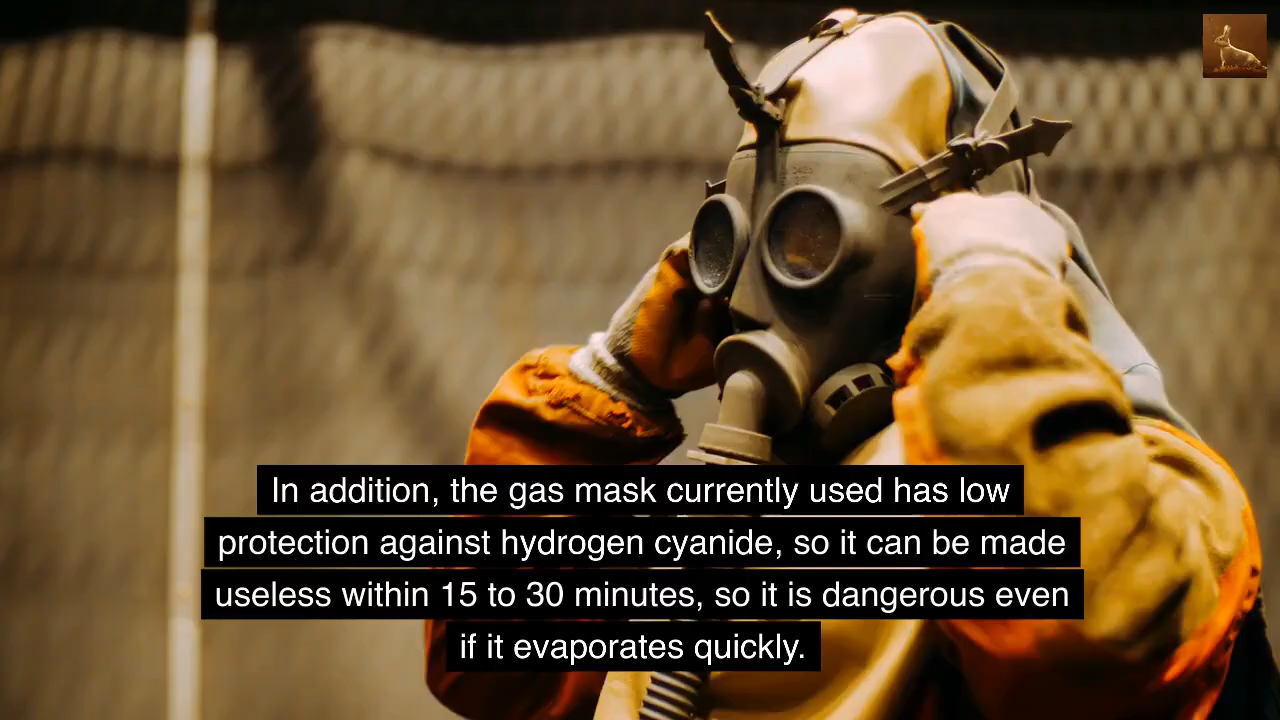 In addition, the gas mask currently used has low
protection against hydrogen cyanide, so it can be made
useless within 15 to 30 minutes, so it is dangerous even
if it evaporates quickly.